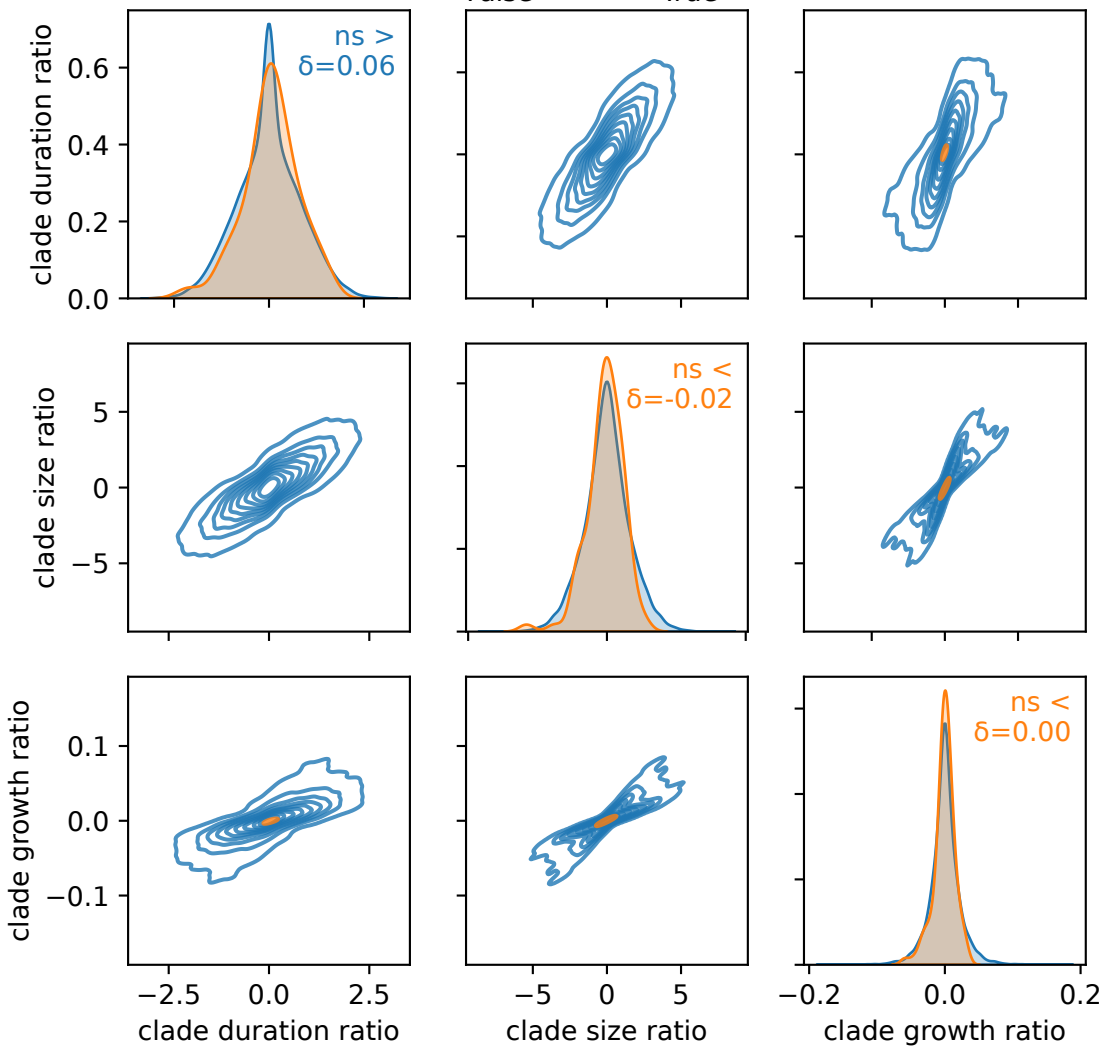 clade duration ratio
0.6
0.4
0.2
0.0
ns >
δ=0.06
clade size ratio
5
0
−5
ns <
δ=-0.02
clade growth ratio
0.1
0.0
−0.1
ns <
δ=0.00
−2.5 0.0 2.5
−5 0 5
−0.2 0.0 0.2
clade duration ratio
clade size ratio
clade growth ratio